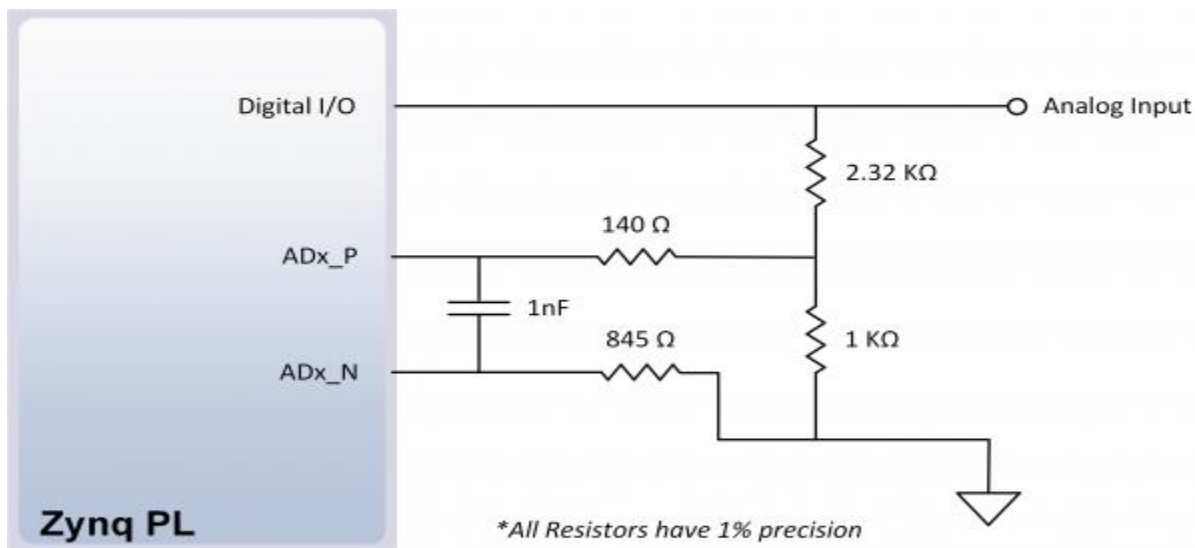 Digital I/O
Analog Input
2.32 KΩ
140 Ω
ADx_P
1nF
845 Ω
1 KΩ
ADx_N
Zynq PL
*All Resistors have 1% precision